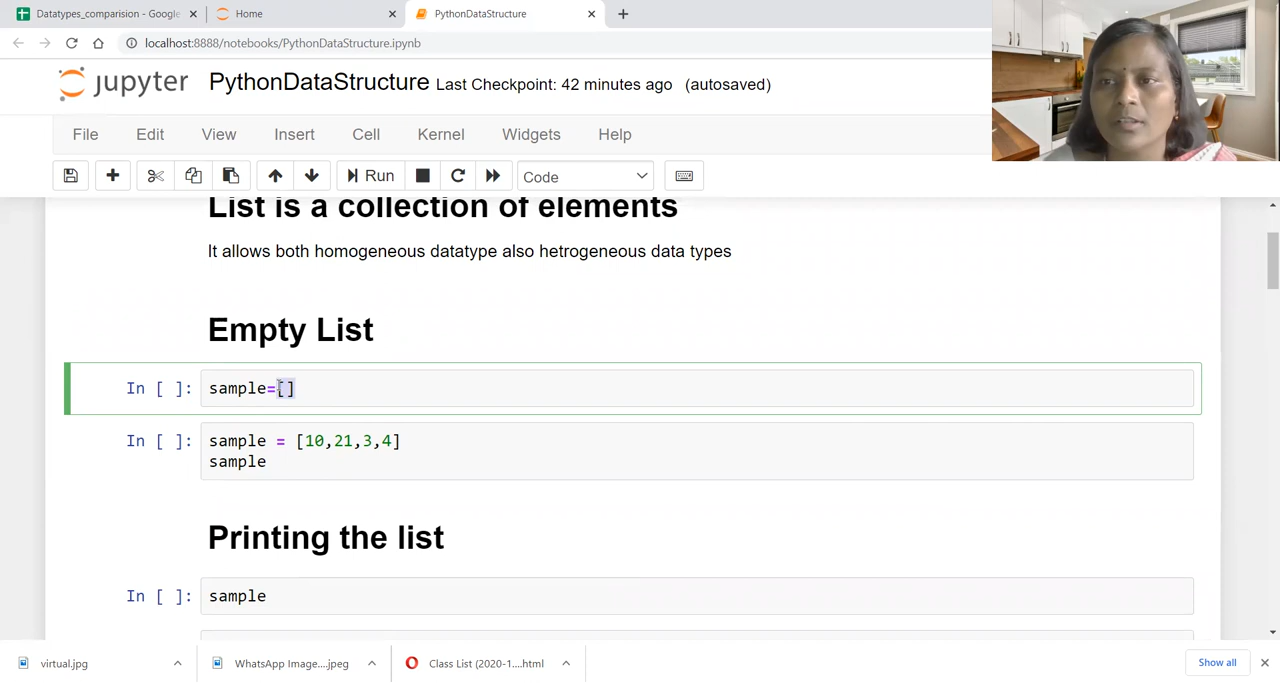 Datatypes_comparision - Google
Home
PythonDataStructure
localhost:8888/notebooks/PythonDataStructure.ipynb
jupyter PythonDataStructure Last Checkpoint: 42 minutes ago (autosaved)
File Edit View Insert Cell Kernel Widgets Help
Run Code
List is a collection of elements
It allows both homogeneous datatype also hetrogeneous data types
Empty List
In [ ]: sample=[]
In [ ]: sample = [10,21,3,4]
sample
Printing the list
In [ ]: sample
virtual.jpg
WhatsApp Image....jpeg
Class List (2020-1....html
Show all